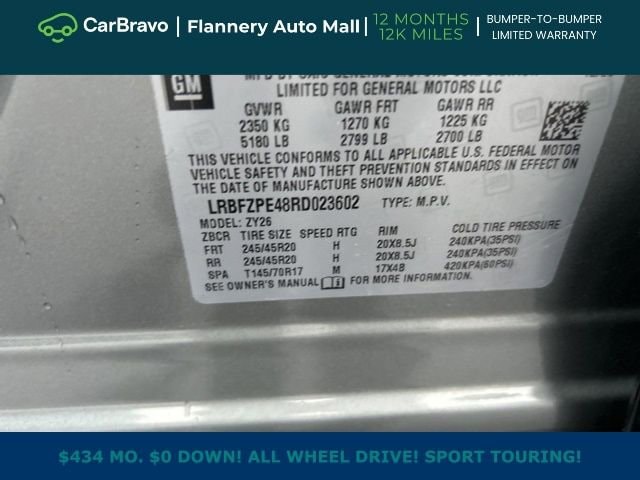 CarBravo | Flannery Auto Mall | 12 MONTHS 12K MILES | BUMPER-TO-BUMPER LIMITED WARRANTY
GM
LIMITED FOR GENERAL MOTORS LLC
GVWR GAWR FRT GAWR RR
2350 KG 1270 KG 1225 KG
5180 LB 2799 LB 2700 LB
THIS VEHICLE CONFORMS TO ALL APPLICABLE U.S. FEDERAL MOTOR
VEHICLE SAFETY AND THEFT PREVENTION STANDARDS IN EFFECT ON
THE DATE OF MANUFACTURE SHOWN ABOVE.
LRBFZPE48RD023602 TYPE: M.P.V.
MODEL: ZY26
ZBCR TIRE SIZE SPEED RTG RIM COLD TIRE PRESSURE
FRT 245/45R20 H 20X8.5J 240KPA(35PSI)
RR 245/45R20 H 20X8.5J 240KPA(35PSI)
SPA T145/70R17 M 17X4B 420KPA(60PSI)
SEE OWNER'S MANUAL FOR MORE INFORMATION.
$434 MO. $0 DOWN! ALL WHEEL DRIVE! SPORT TOURING!